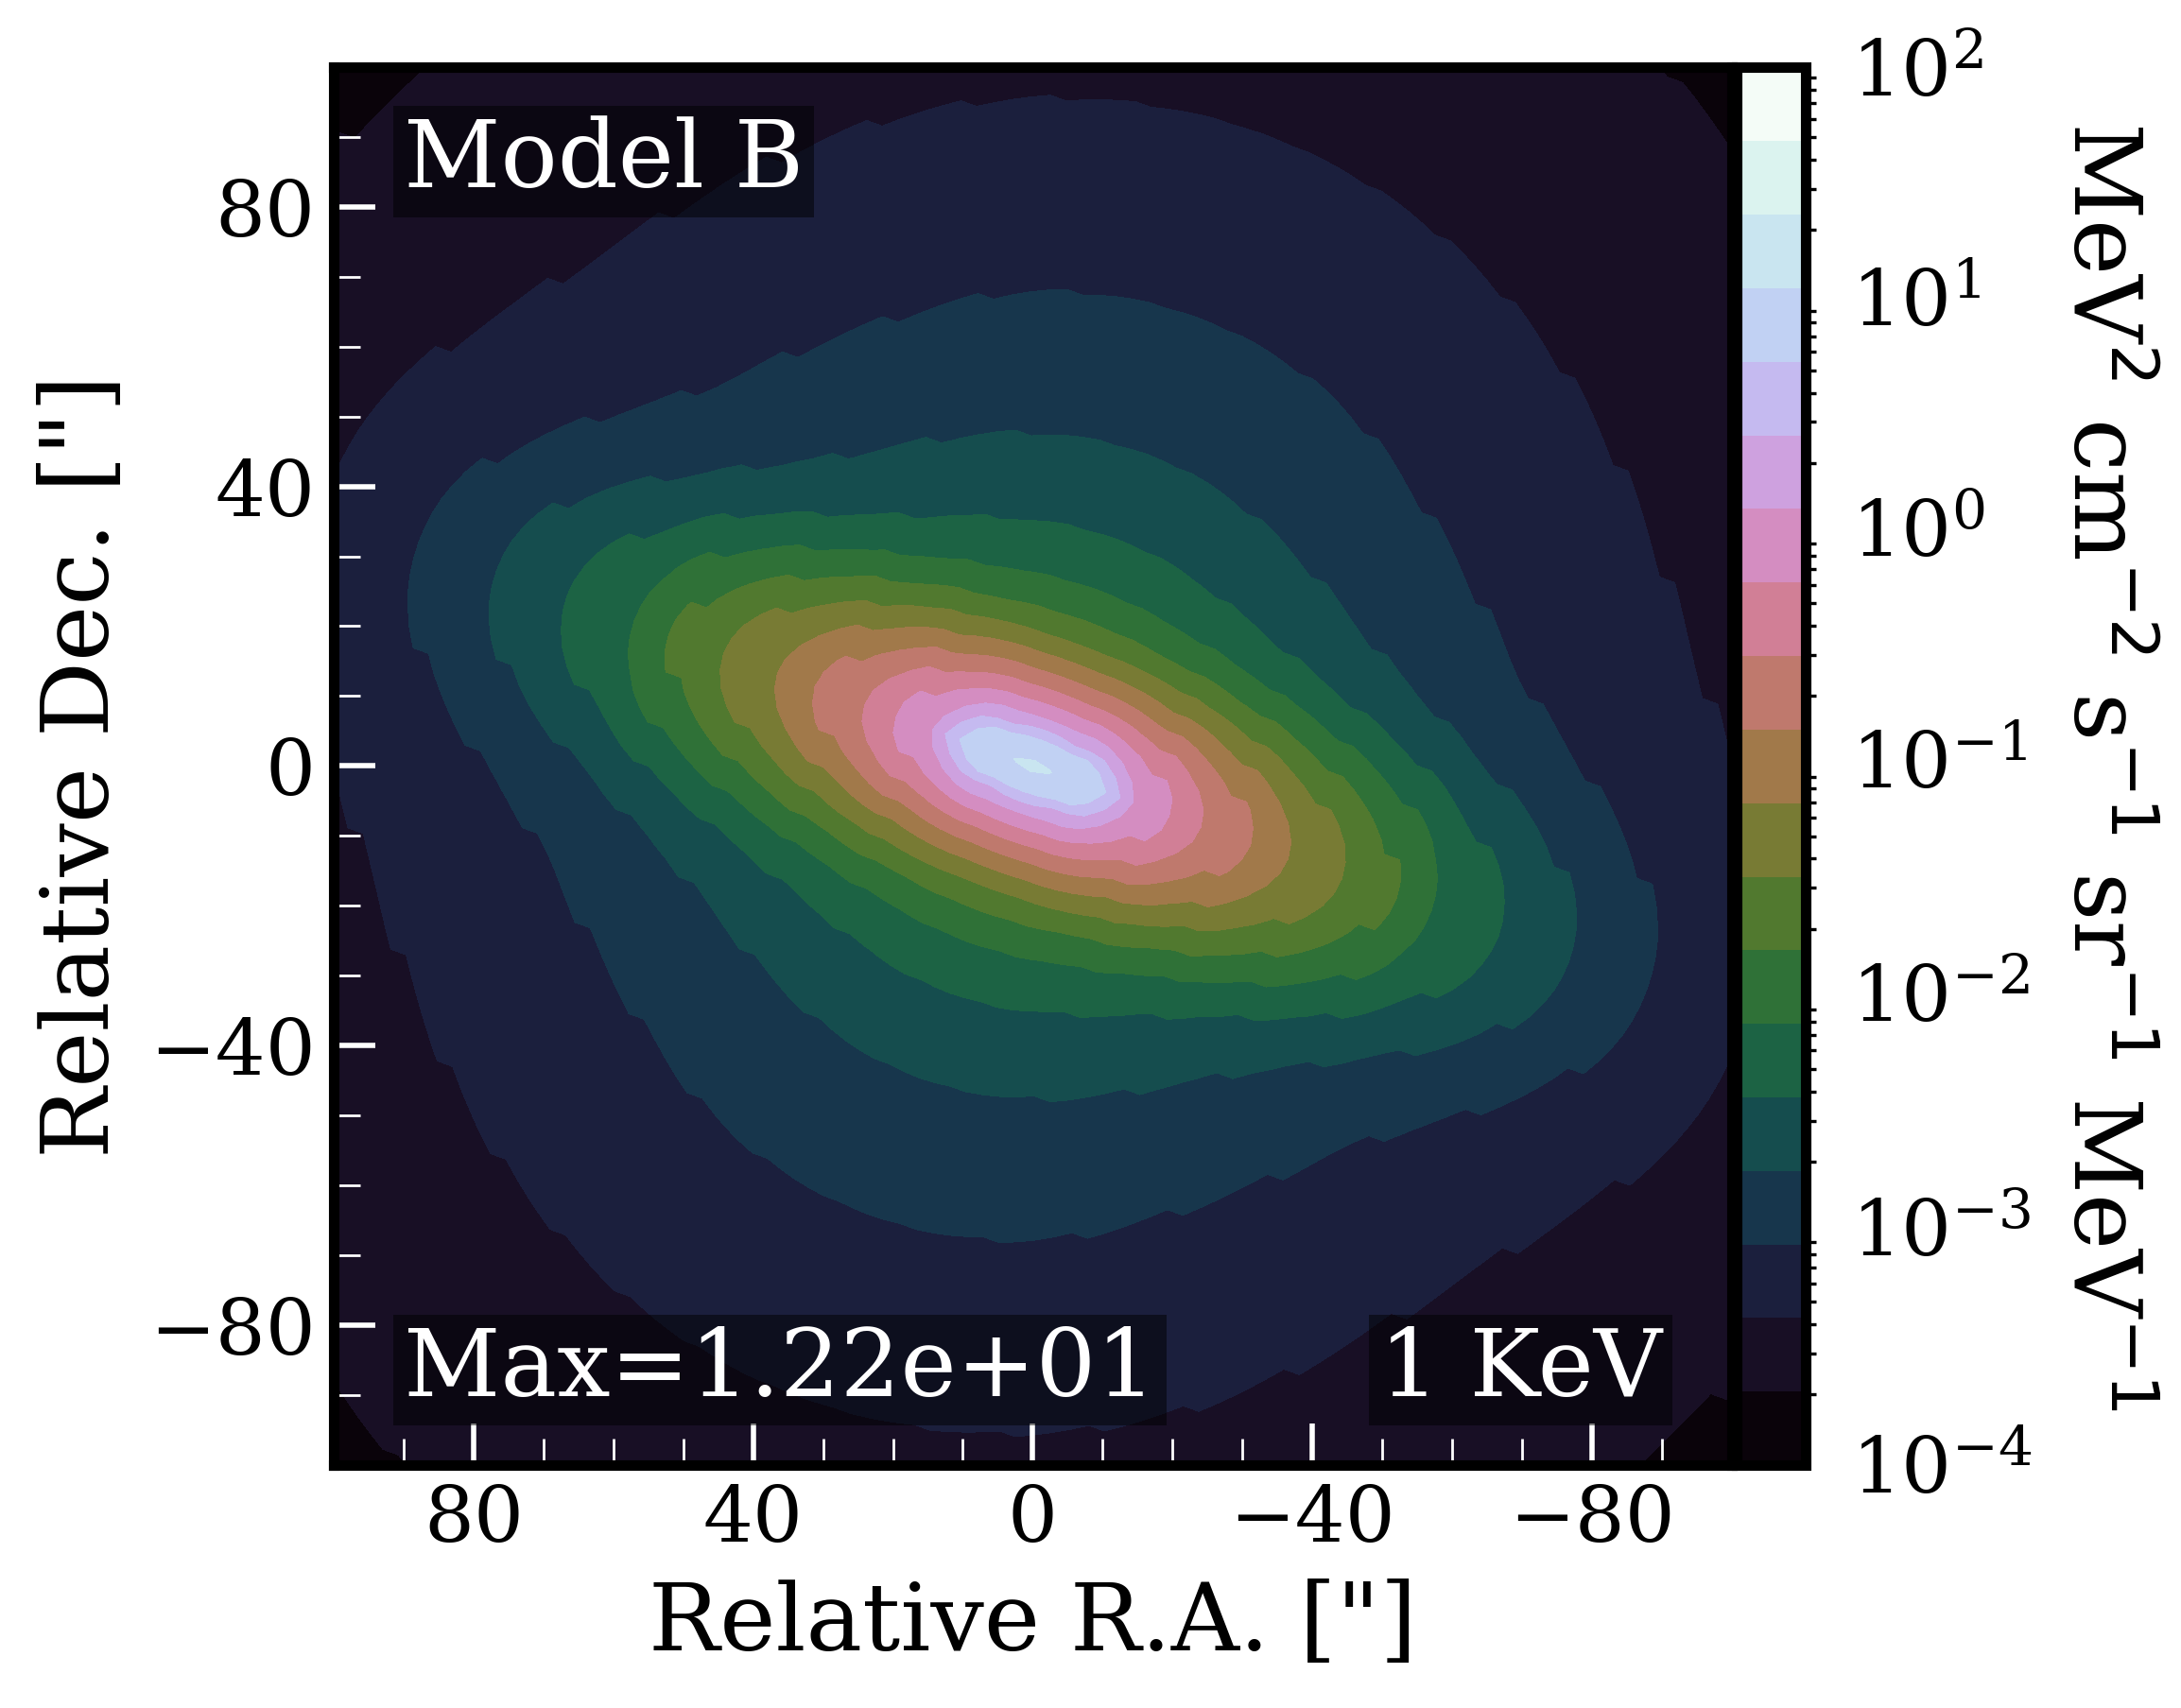 Model B
Max=1.22e+01
1 KeV
Relative Dec. ["]
80
40
0
−40
−80
80
40
0
−40
−80
Relative R.A. ["]
10²
10¹
10⁰
10⁻¹
10⁻²
10⁻³
10⁻⁴
MeV² cm⁻² s⁻¹ sr⁻¹ MeV⁻¹